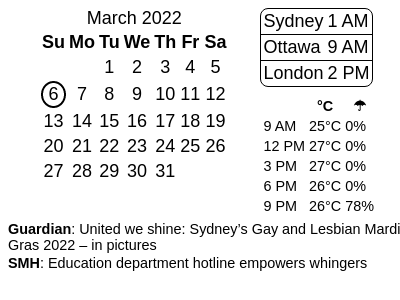 March 2022
Su Mo Tu We Th Fr Sa
1 2 3 4 5
6 7 8 9 10 11 12
13 14 15 16 17 18 19
20 21 22 23 24 25 26
27 28 29 30 31
Sydney 1 AM
Ottawa 9 AM
London 2 PM
°C ☂
9 AM 25°C 0%
12 PM 27°C 0%
3 PM 27°C 0%
6 PM 26°C 0%
9 PM 26°C 78%
Guardian: United we shine: Sydney’s Gay and Lesbian Mardi
Gras 2022 – in pictures
SMH: Education department hotline empowers whingers